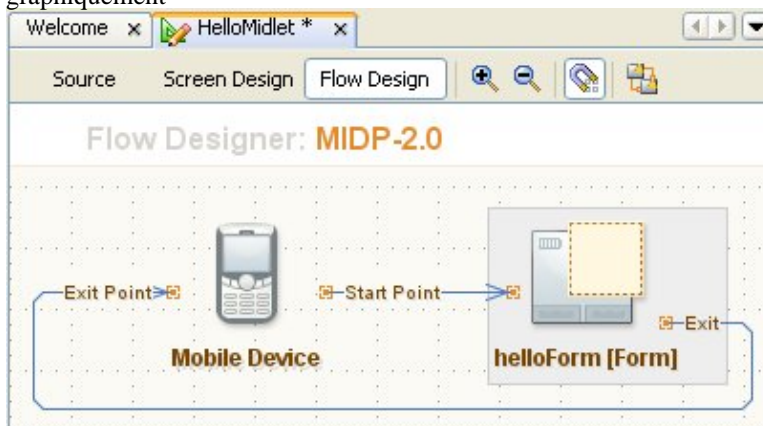 graphiquement
Welcome x HelloMidlet * x
Source Screen Design Flow Design
Flow Designer: MIDP-2.0
Exit Point Start Point
Exit
Mobile Device helloForm [Form]